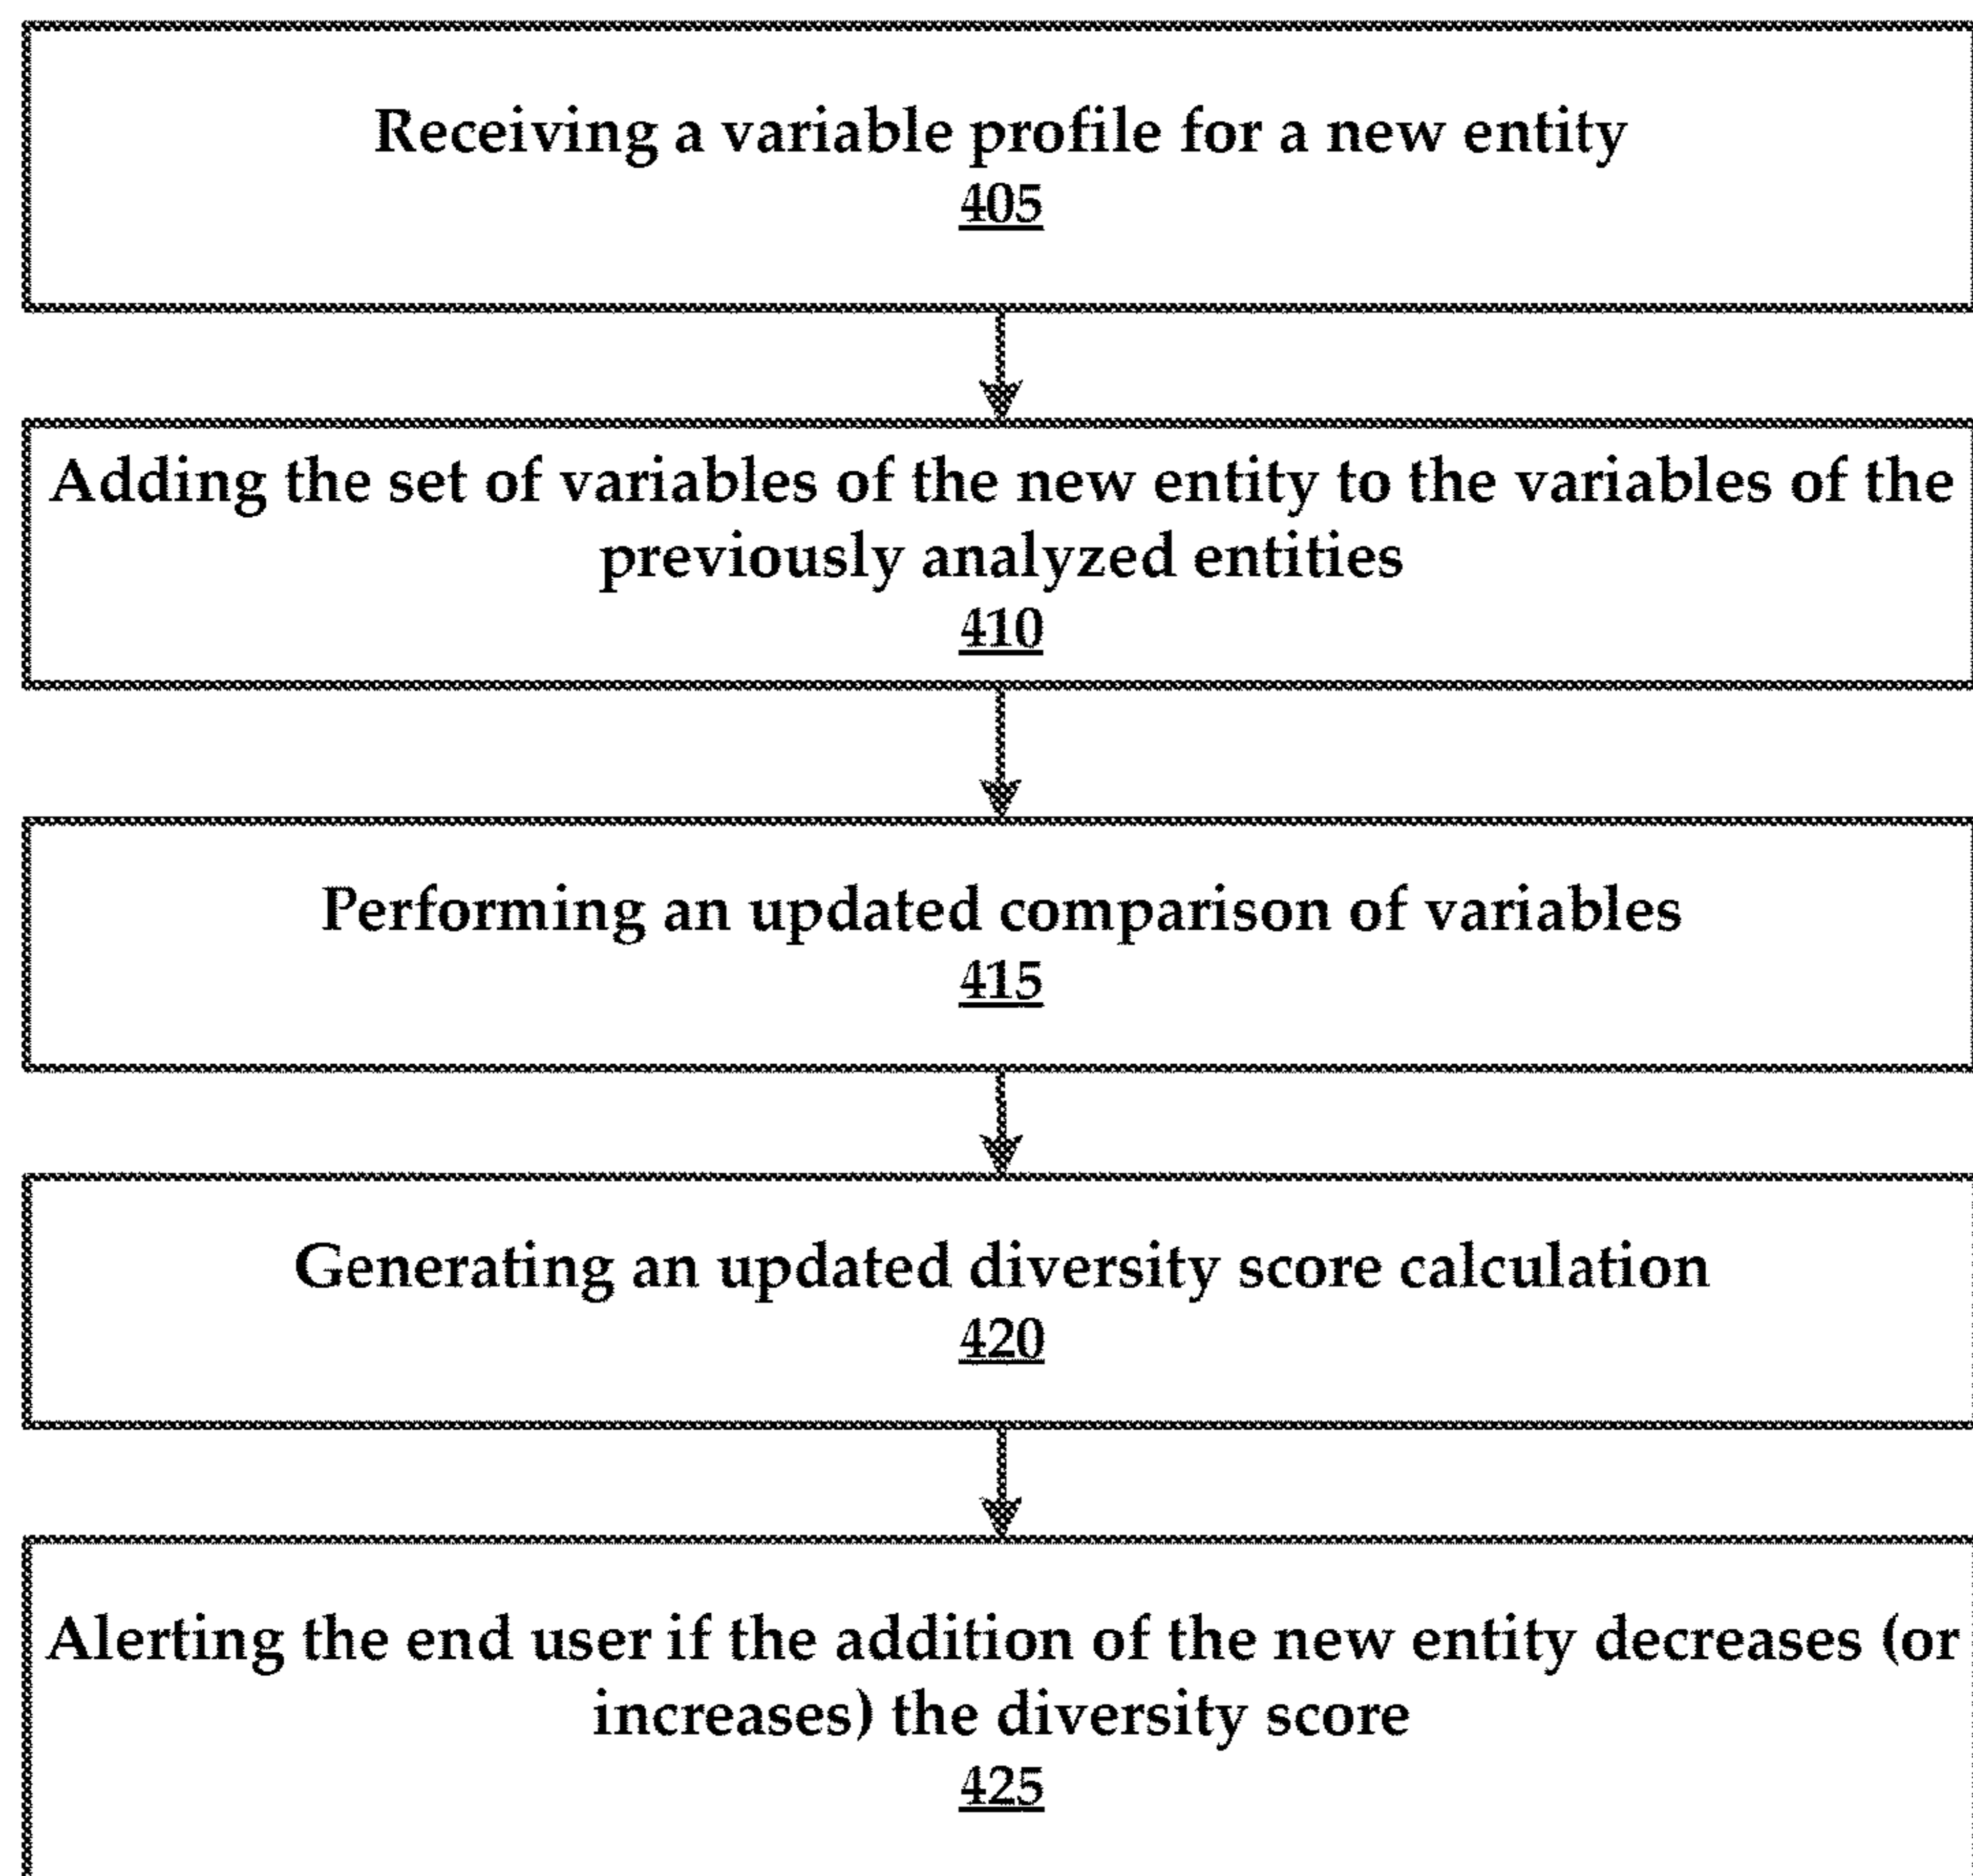 Receiving a variable profile for a new entity
405
Adding the set of variables of the new entity to the variables of the
previously analyzed entities
410
Performing an updated comparison of variables
415
Generating an updated diversity score calculation
420
Alerting the end user if the addition of the new entity decreases (or
increases) the diversity score
425